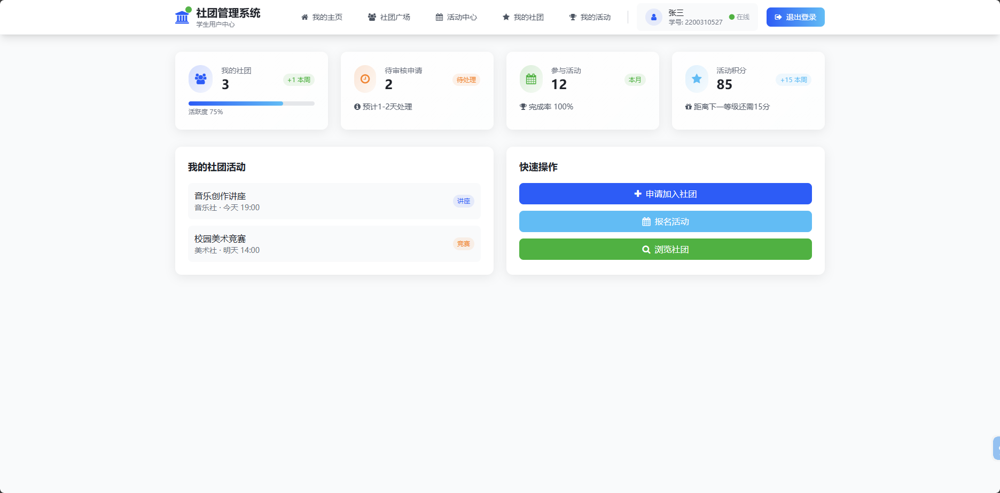 社团管理系统
学生用户中心
我的主页
社团广场
活动中心
我的社团
我的活动
张三
学号: 2200310527
在线
退出登录
我的社团
3
+1 本周
活跃度 75%
待审核申请
2
待处理
预计1-2天处理
参与活动
12
本月
完成率 100%
活动积分
85
+15 本周
距离下一等级还需15分
我的社团活动
音乐创作讲座
音乐社 · 今天 19:00
讲座
校园美术竞赛
美术社 · 明天 14:00
竞赛
快速操作
申请加入社团
报名活动
浏览社团